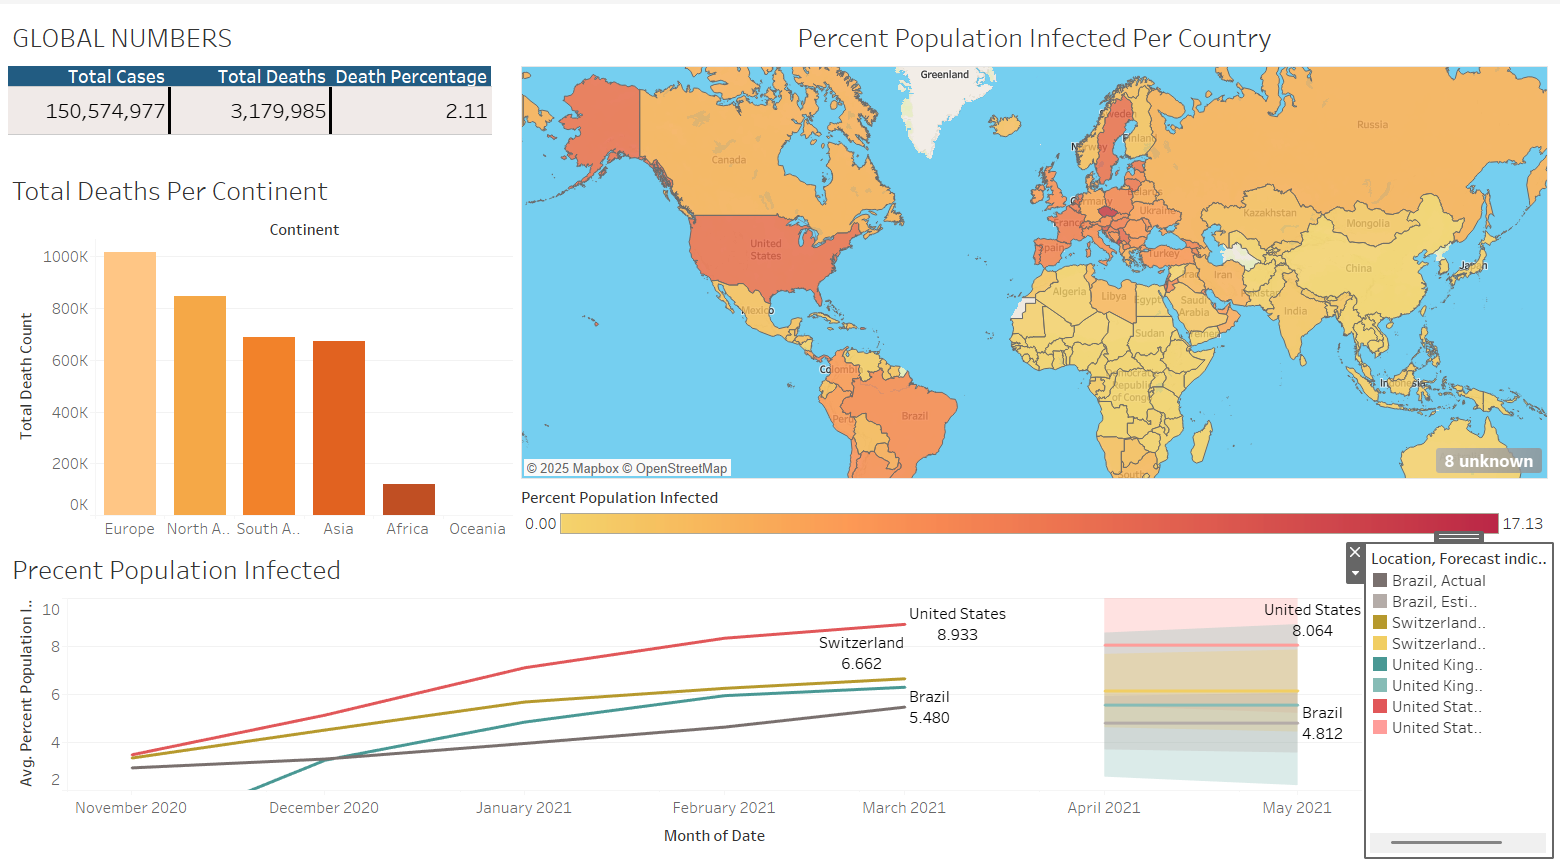 GLOBAL NUMBERS
Total Cases Total Deaths Death Percentage
150,574,977 3,179,985 2.11
Total Deaths Per Continent
Continent
Total Death Count
1000K
800K
600K
400K
200K
0K
Europe North A.. South A.. Asia Africa Oceania
Percent Population Infected Per Country
Greenland
Russia
Canada
Sweden
Finland
Norway
Belarus
Germany
Ukraine
France
Kazakhstan
Mongolia
United
States
Spain
Turkey
China
Japan
Iraq
Iran
Algeria
Libya
Egypt
Pakistan
Saudi
Arabia
India
Mexico
Sudan
Yemen
Colombia
Democratic
Republic
of Congo
Indonesia
Peru
Brazil
South
© 2025 Mapbox © OpenStreetMap
8 unknown
Percent Population Infected
0.00 17.13
Precent Population Infected
Avg. Percent Population I..
10
8
6
4
2
United States
8.933
Switzerland
6.662
Brazil
5.480
United States
8.064
Brazil
4.812
November 2020 December 2020 January 2021 February 2021 March 2021 April 2021 May 2021
Month of Date
Location, Forecast indic..
Brazil, Actual
Brazil, Esti..
Switzerland..
Switzerland..
United King..
United King..
United Stat..
United Stat..